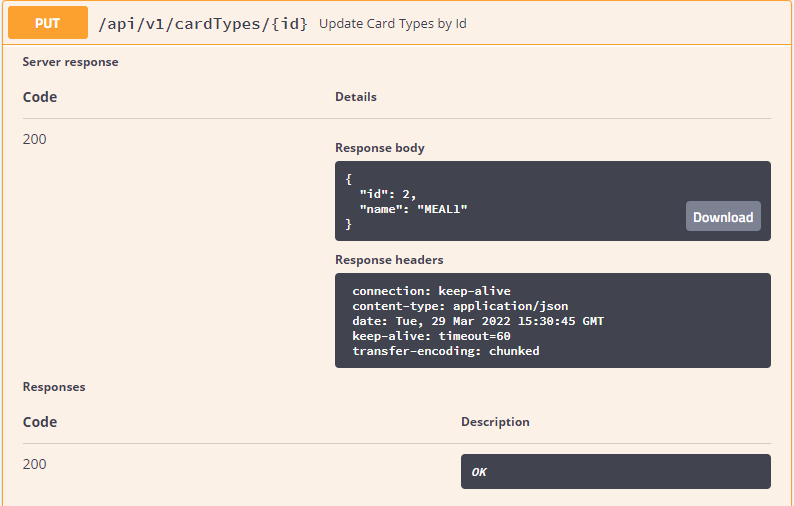 PUT /api/v1/cardTypes/{id} Update Card Types by Id
Server response
Code Details
200
Response body
{
  "id": 2,
  "name": "MEAL1"
}
Download
Response headers
connection: keep-alive
content-type: application/json
date: Tue, 29 Mar 2022 15:30:45 GMT
keep-alive: timeout=60
transfer-encoding: chunked
Responses
Code Description
200 OK